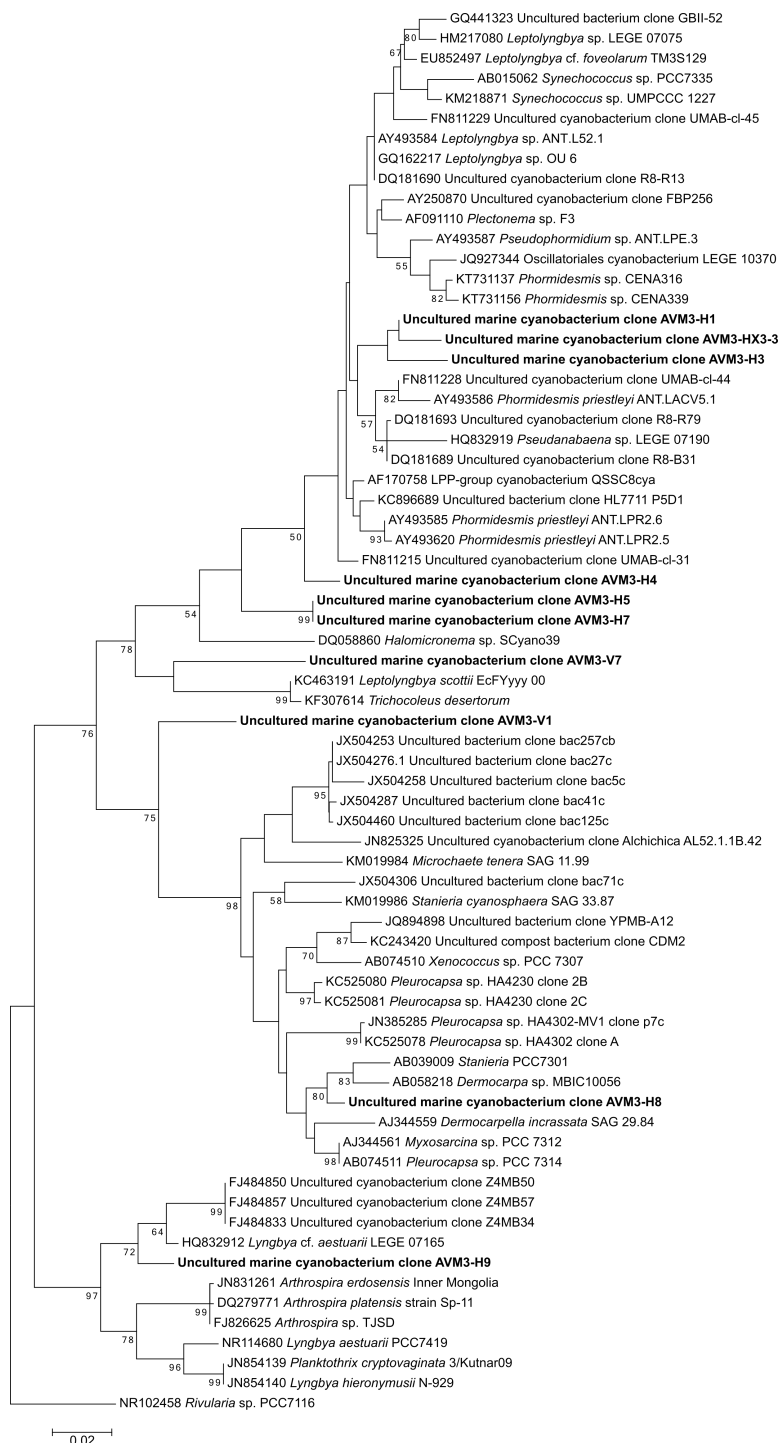 GQ441323 Uncultured bacterium clone GBII-52
80
HM217080 Leptolyngbya sp. LEGE 07075
67
EU852497 Leptolyngbya cf. foveolarum TM3S129
AB015062 Synechococcus sp. PCC7335
KM218871 Synechococcus sp. UMPCCC 1227
FN811229 Uncultured cyanobacterium clone UMAB-cl-45
AY493584 Leptolyngbya sp. ANT.L52.1
GQ162217 Leptolyngbya sp. OU 6
DQ181690 Uncultured cyanobacterium clone R8-R13
AY250870 Uncultured cyanobacterium clone FBP256
AF091110 Plectonema sp. F3
AY493587 Pseudophormidium sp. ANT.LPE.3
55
JQ927344 Oscillatoriales cyanobacterium LEGE 10370
KT731137 Phormidesmis sp. CENA316
82
KT731156 Phormidesmis sp. CENA339
Uncultured marine cyanobacterium clone AVM3-H1
Uncultured marine cyanobacterium clone AVM3-HX3-3
Uncultured marine cyanobacterium clone AVM3-H3
FN811228 Uncultured cyanobacterium clone UMAB-cl-44
82
AY493586 Phormidesmis priestleyi ANT.LACV5.1
57
DQ181693 Uncultured cyanobacterium clone R8-R79
HQ832919 Pseudanabaena sp. LEGE 07190
54
DQ181689 Uncultured cyanobacterium clone R8-B31
AF170758 LPP-group cyanobacterium QSSC8cya
KC896689 Uncultured bacterium clone HL7711 P5D1
AY493585 Phormidesmis priestleyi ANT.LPR2.6
50
93
AY493620 Phormidesmis priestleyi ANT.LPR2.5
FN811215 Uncultured cyanobacterium clone UMAB-cl-31
Uncultured marine cyanobacterium clone AVM3-H4
Uncultured marine cyanobacterium clone AVM3-H5
54
99
Uncultured marine cyanobacterium clone AVM3-H7
DQ058860 Halomicronema sp. SCyano39
78
Uncultured marine cyanobacterium clone AVM3-V7
KC463191 Leptolyngbya scottii EcFYyyy 00
99
KF307614 Trichocoleus desertorum
Uncultured marine cyanobacterium clone AVM3-V1
76
JX504253 Uncultured bacterium clone bac257cb
JX504276.1 Uncultured bacterium clone bac27c
JX504258 Uncultured bacterium clone bac5c
95
JX504287 Uncultured bacterium clone bac41c
75
JX504460 Uncultured bacterium clone bac125c
JN825325 Uncultured cyanobacterium clone Alchichica AL52.1.1B.42
KM019984 Microchaete tenera SAG 11.99
JX504306 Uncultured bacterium clone bac71c
98
58
KM019986 Stanieria cyanosphaera SAG 33.87
JQ894898 Uncultured bacterium clone YPMB-A12
87
KC243420 Uncultured compost bacterium clone CDM2
70
AB074510 Xenococcus sp. PCC 7307
KC525080 Pleurocapsa sp. HA4230 clone 2B
97
KC525081 Pleurocapsa sp. HA4230 clone 2C
JN385285 Pleurocapsa sp. HA4302-MV1 clone p7c
99
KC525078 Pleurocapsa sp. HA4302 clone A
AB039009 Stanieria PCC7301
83
AB058218 Dermocarpa sp. MBIC10056
80
Uncultured marine cyanobacterium clone AVM3-H8
AJ344559 Dermocarpella incrassata SAG 29.84
AJ344561 Myxosarcina sp. PCC 7312
98
AB074511 Pleurocapsa sp. PCC 7314
FJ484850 Uncultured cyanobacterium clone Z4MB50
FJ484857 Uncultured cyanobacterium clone Z4MB57
99
FJ484833 Uncultured cyanobacterium clone Z4MB34
64
HQ832912 Lyngbya cf. aestuarii LEGE 07165
72
Uncultured marine cyanobacterium clone AVM3-H9
97
JN831261 Arthrospira erdosensis Inner Mongolia
DQ279771 Arthrospira platensis strain Sp-11
99
FJ826625 Arthrospira sp. TJSD
78
NR114680 Lyngbya aestuarii PCC7419
96
JN854139 Planktothrix cryptovaginata 3/Kutnar09
99
JN854140 Lyngbya hieronymusii N-929
NR102458 Rivularia sp. PCC7116
0.02